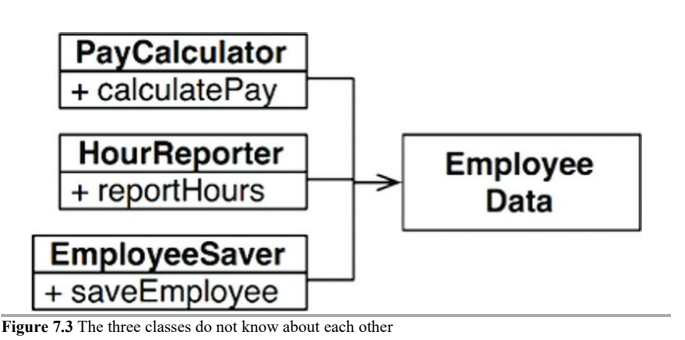 PayCalculator
+ calculatePay
HourReporter
+ reportHours
EmployeeSaver
+ saveEmployee
Employee
Data
Figure 7.3 The three classes do not know about each other